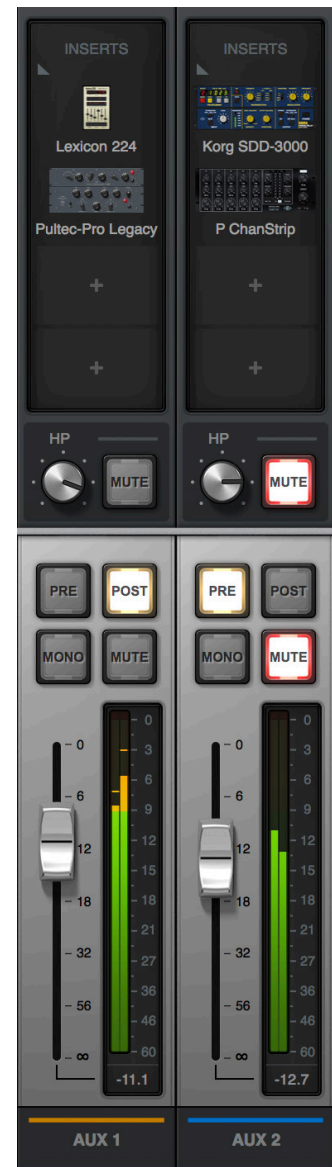 INSERTS
Lexicon 224
Pultec-Pro Legacy
+
+
HP
MUTE
PRE
POST
MONO
MUTE
0
6
12
18
32
56
∞
0
3
6
9
12
15
18
21
27
36
46
60
-11.1
AUX 1
INSERTS
Korg SDD-3000
P ChanStrip
+
+
HP
MUTE
PRE
POST
MONO
MUTE
0
6
12
18
32
56
∞
0
3
6
9
12
15
18
21
27
36
46
60
-12.7
AUX 2